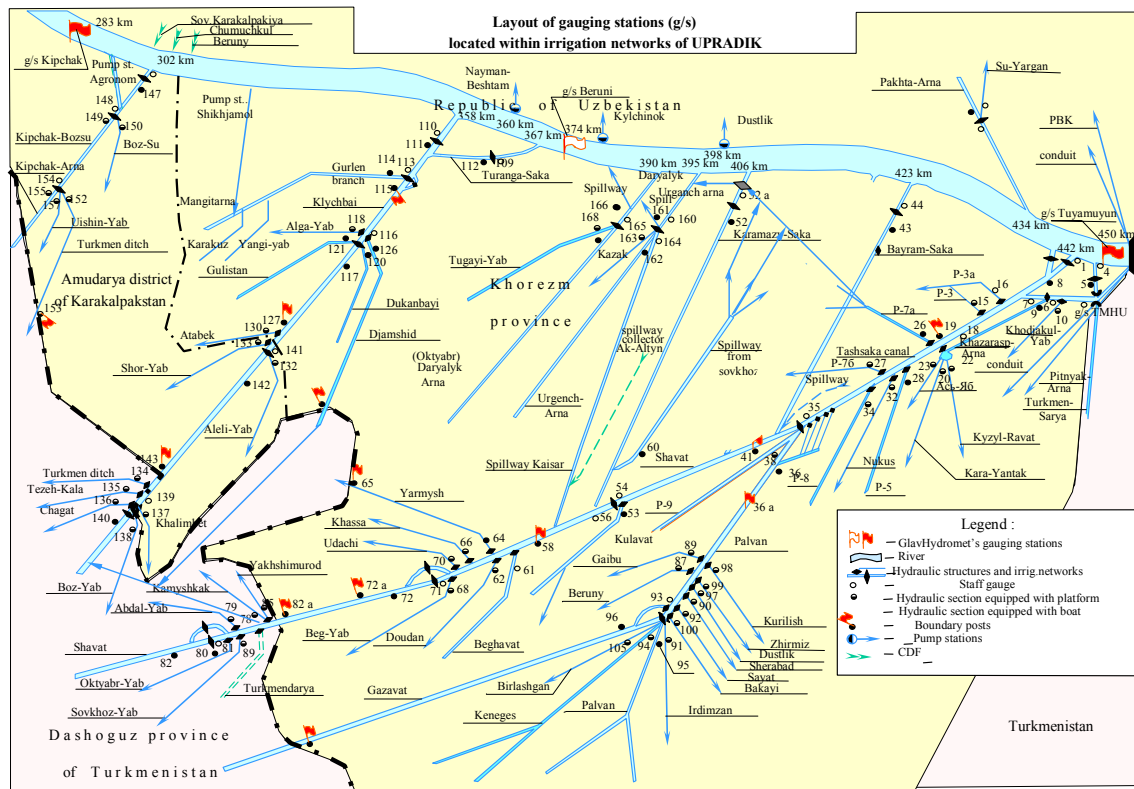 Layout of gauging stations (g/s)
located within irrigation networks of UPRADIK
283 km
Sov.Karakalpakiya
Chumuchkul
Beruny
g/s Kipchak
302 km
Pump st.
Agronom
147
148
149
150
Kipchak-Bozsu
Boz-Su
Pump st..
Shikhjamol
Kipchak-Arna
154
155
152
Uishin-Yab
Turkmen ditch
Mangitarna
Karakuz
Yangi-yab
Amudarya district
of Karakalpakstan
153
Nayman-
Beshtam
g/s Beruni
Republic of Uzbekistan
358 km
360 km
367 km
374 km
Kylchinok
Dustlik
390 km
395 km
398 km
406 km
423 km
434 km
442 km
450 km
Pakhta-Arna
Su-Yargan
PBK
conduit
g/s Tuyamuyun
110
111
112
109
Turanga-Saka
114
113
115
Gurlen
branch
Klychbai
118
116
Alga-Yab
121
126
120
117
Gulistan
Dukanbayi
Djamshid
127
130
Atabek
153
141
132
142
Shor-Yab
Aleli-Yab
(Oktyabr)
Daryalyk
Arna
Spillway
166
168
165
163
Tugayi-Yab
Kazak
Daryalyk
Urganch arna
Spill
161
160
164
162
52 a
52
Karamazy-Saka
44
43
Bayram-Saka
Khorezm
province
spillway
collector
Ak-Altyn
Spillway
from
sovkhoz
Urgench-
Arna
Spillway Kaisar
P-3a
16
P-3
15
P-7a
26
19
18
8
1
4
5
7
9
6
10
g/s TMHU
Khodjakul-
Yab
Khazarasp-
Arna
conduit
Pitnyak-
Arna
Turkmen-
Sarya
Tashsaka canal
P-7б
27
23
20
22
28
Ась-Яб
32
34
Spillway
35
Kyzyl-Ravat
Kara-Yantak
Nukus
P-5
P-8
36
38
41
36 a
60
Shavat
143
134
Turkmen ditch
135
Tezeh-Kala
136
139
Chagat
137
140
138
Khalimbet
Boz-Yab
65
Yarmysh
Khassa
Udachi
66
64
70
71
68
62
61
58
54
56
53
P-9
Kulavat
Gaibu
Beruny
Palvan
89
87
98
99
97
90
92
100
93
96
105
94
91
95
Kurilish
Zhirmiz
Dustlik
Sherabad
Sayat
Bakayi
Irdimzan
Yakhshimurod
Kamyshkak
Abdal-Yab
79
78
82 a
72 a
72
Beg-Yab
Doudan
Beghavat
Shavat
82
80
81
89
Oktyabr-Yab
Sovkhoz-Yab
Turkmendarya
Gazavat
Birlashgan
Keneges
Palvan
Dashoguz province
of Turkmenistan
Turkmenistan
Legend :
GlavHydromet's gauging stations
River
Hydraulic structures and irrig.networks
Staff gauge
Hydraulic section equipped with platform
Hydraulic section equipped with boat
Boundary posts
_Pump stations
CDF